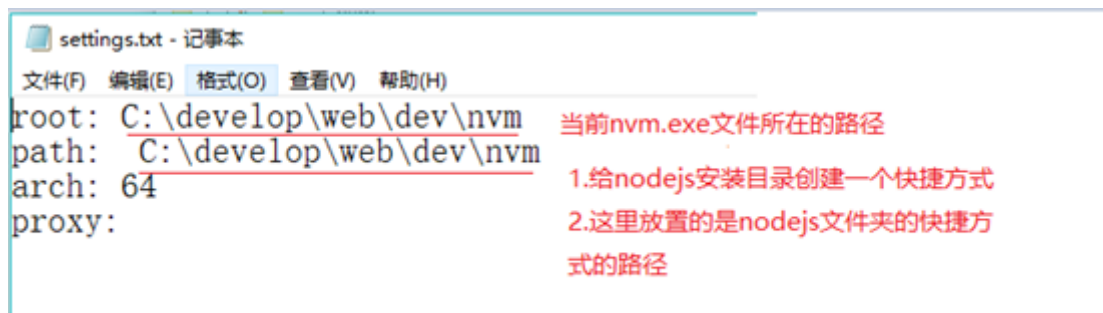 settings.txt - 记事本
文件(F) 编辑(E) 格式(O) 查看(V) 帮助(H)
root: C:\develop\web\dev\nvm
当前nvm.exe文件所在的路径
path: C:\develop\web\dev\nvm
arch: 64
proxy:
1.给nodejs安装目录创建一个快捷方式
2.这里放置的是nodejs文件夹的快捷方
式的路径